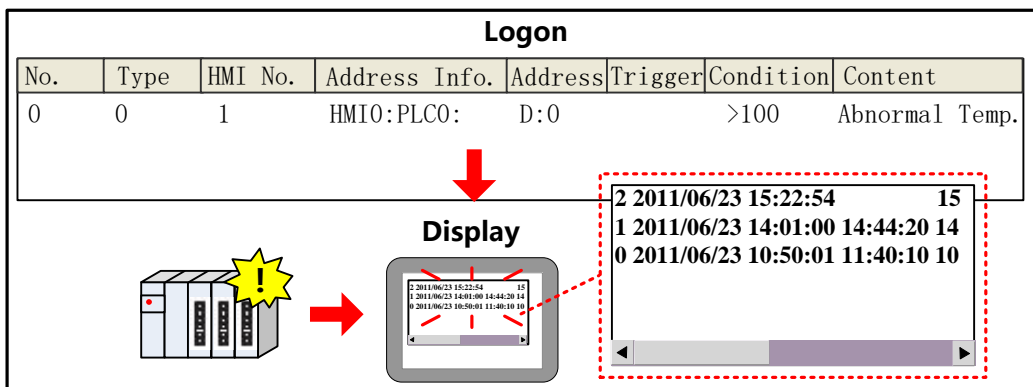 Logon
No. Type HMI No. Address Info. Address Trigger Condition Content
0 0 1 HMI0:PLC0: D:0 >100 Abnormal Temp.
2 2011/06/23 15:22:54 15
1 2011/06/23 14:01:00 14:44:20 14
0 2011/06/23 10:50:01 11:40:10 10
Display
!
2 2011/06/23 15:22:54 15
1 2011/06/23 14:01:00 14:44:20 14
0 2011/06/23 10:50:01 11:40:10 10